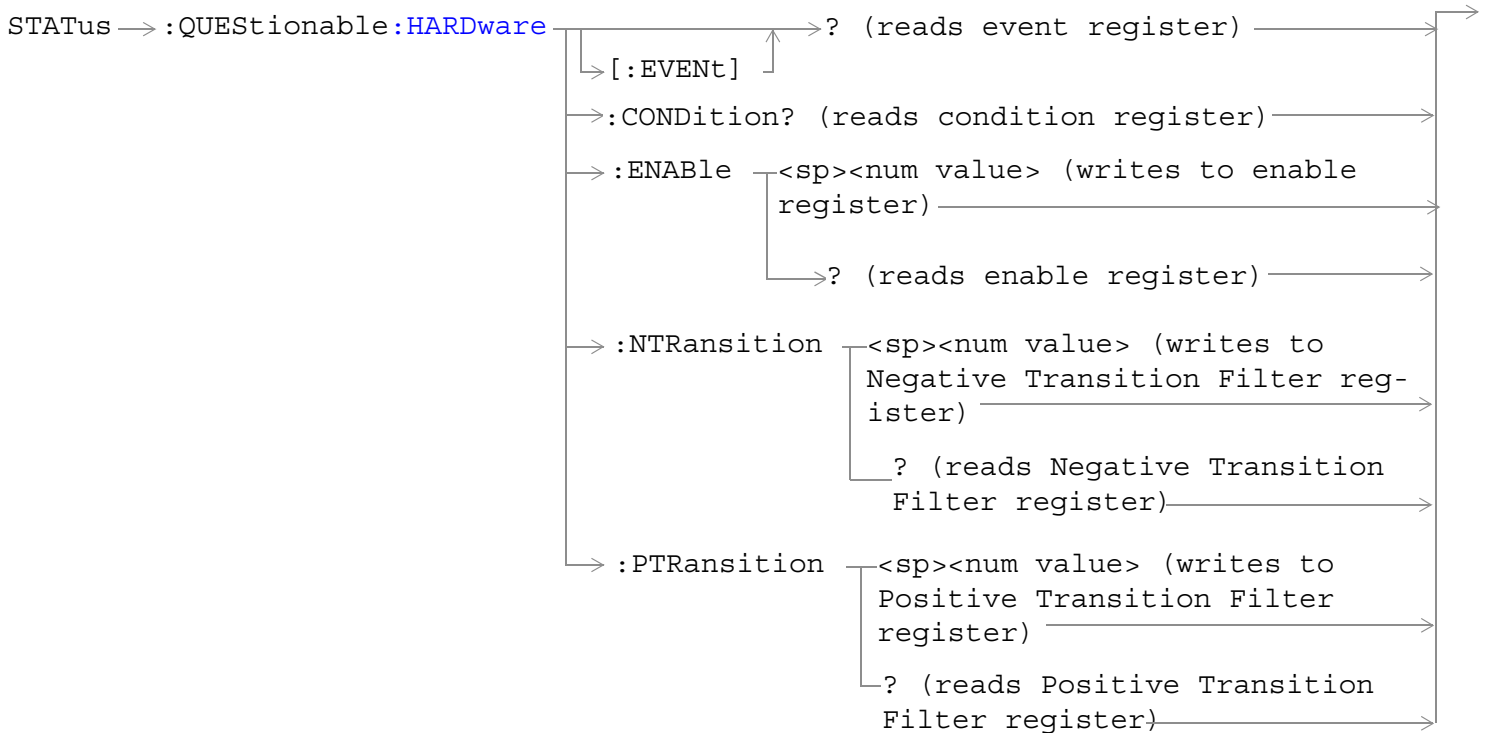 STATus :QUEStionable:HARDware ? (reads event register)
[:EVENt]
:CONDition? (reads condition register)
:ENABle <sp><num value> (writes to enable
register)
? (reads enable register)
:NTRansition <sp><num value> (writes to
Negative Transition Filter reg-
ister)
? (reads Negative Transition
Filter register)
:PTRansition <sp><num value> (writes to
Positive Transition Filter
register)
? (reads Positive Transition
Filter register)